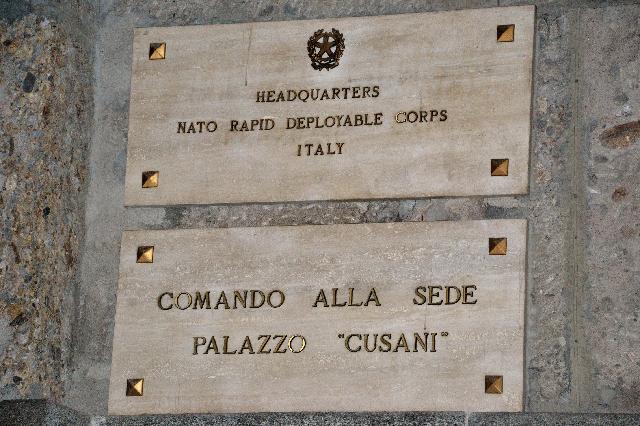 HEADQUARTERS
NATO RAPID DEPLOYABLE CORPS
ITALY
COMANDO ALLA SEDE
PALAZZO "CUSANI"